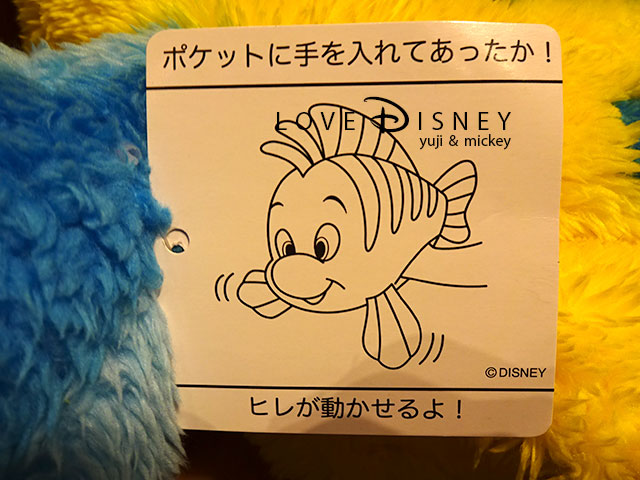 ポケットに手を入れてあったか！
LOVE DISNEY
yuji & mickey
©DISNEY
ヒレが動かせるよ！